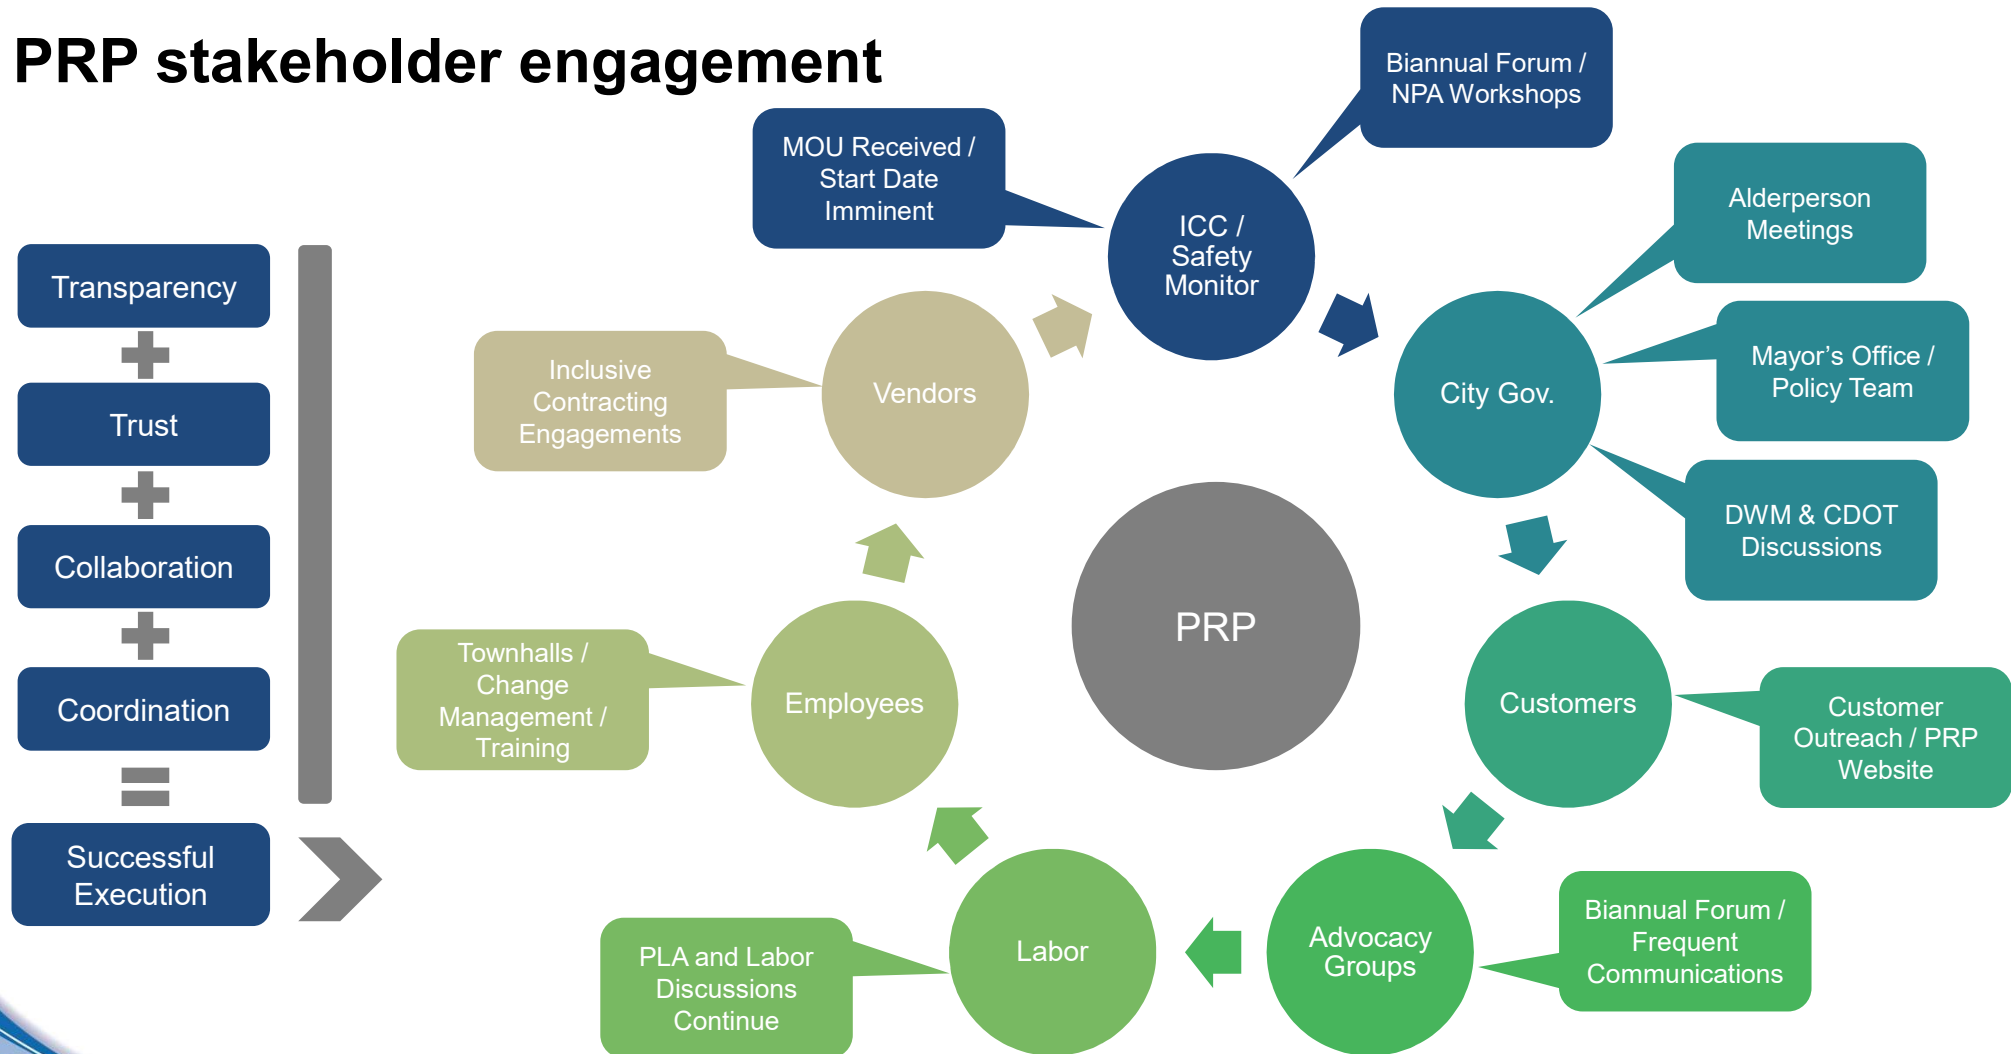 PRP stakeholder engagement
Transparency
Trust
Collaboration
Coordination
Successful
Execution
MOU Received /
Start Date
Imminent
Biannual Forum /
NPA Workshops
ICC /
Safety
Monitor
Alderperson
Meetings
Mayor’s Office /
Policy Team
DWM & CDOT
Discussions
City Gov.
Customers
Customer
Outreach / PRP
Website
Advocacy
Groups
Biannual Forum /
Frequent
Communications
Labor
PLA and Labor
Discussions
Continue
Employees
Townhalls /
Change
Management /
Training
Vendors
Inclusive
Contracting
Engagements
PRP